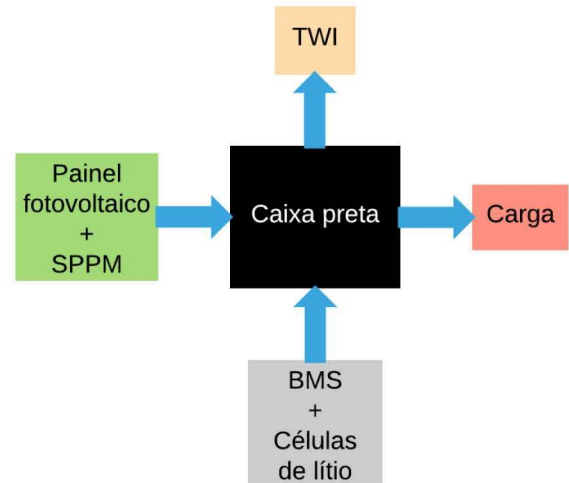 TWI
Painel
fotovoltaico
+
SPPM
Caixa preta
Carga
BMS
+
Células
de lítio